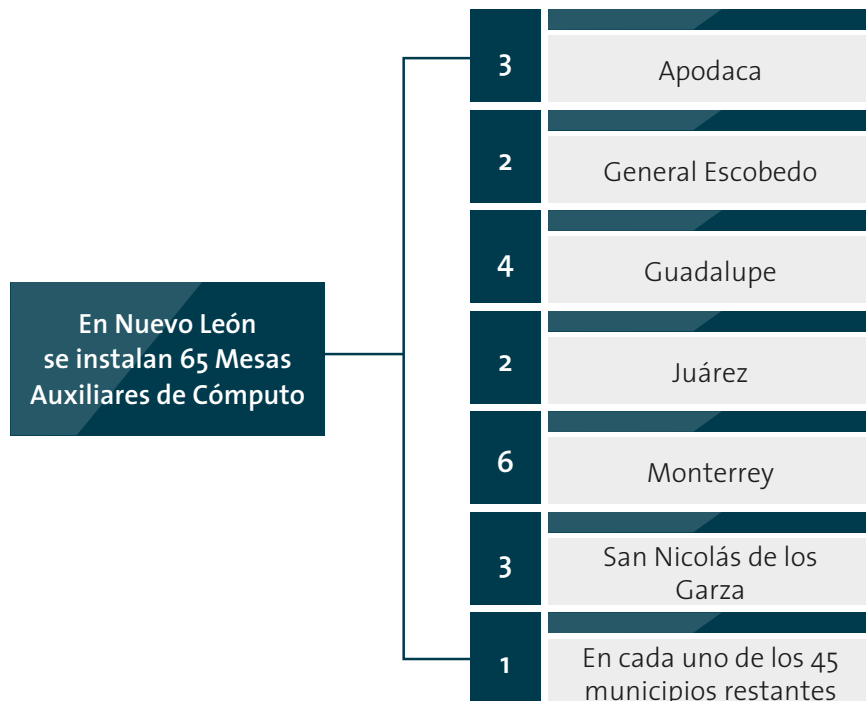 En Nuevo León
se instalan 65 Mesas
Auxiliares de Cómputo
3
Apodaca
2
General Escobedo
4
Guadalupe
2
Juárez
6
Monterrey
3
San Nicolás de los
Garza
1
En cada uno de los 45
municipios restantes